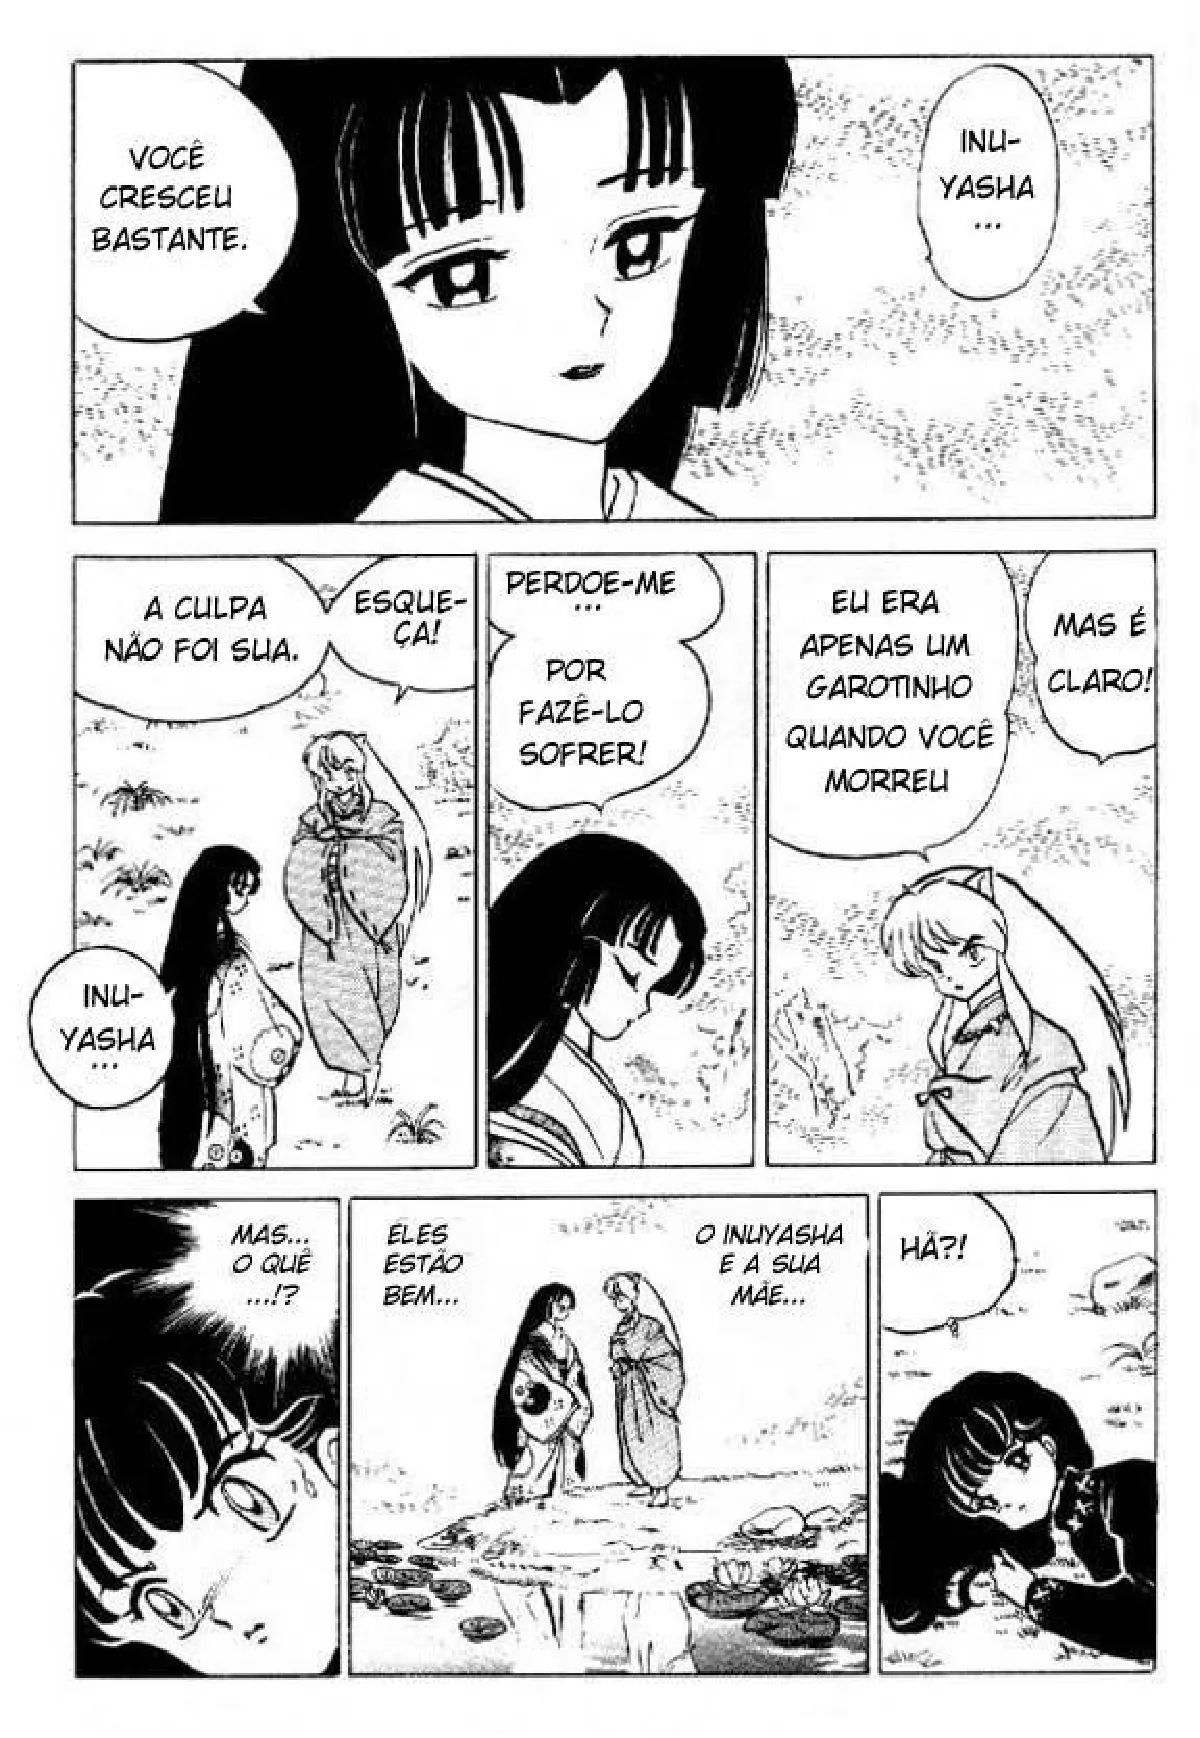 INU-
YASHA
...
VOCÊ
CRESCEU
BASTANTE.
MAS É
CLARO!
EU ERA
APENAS UM
GAROTINHO
QUANDO VOCÊ
MORREU
PERDOE-ME
...
POR
FAZÊ-LO
SOFRER!
ESQUE-
ÇA!
A CULPA
NÃO FOI SUA.
INU-
YASHA
...
HÃ?!
O INUYASHA
E A SUA
MÃE...
ELES
ESTÃO
BEM...
MAS...
O QUÊ
...!?